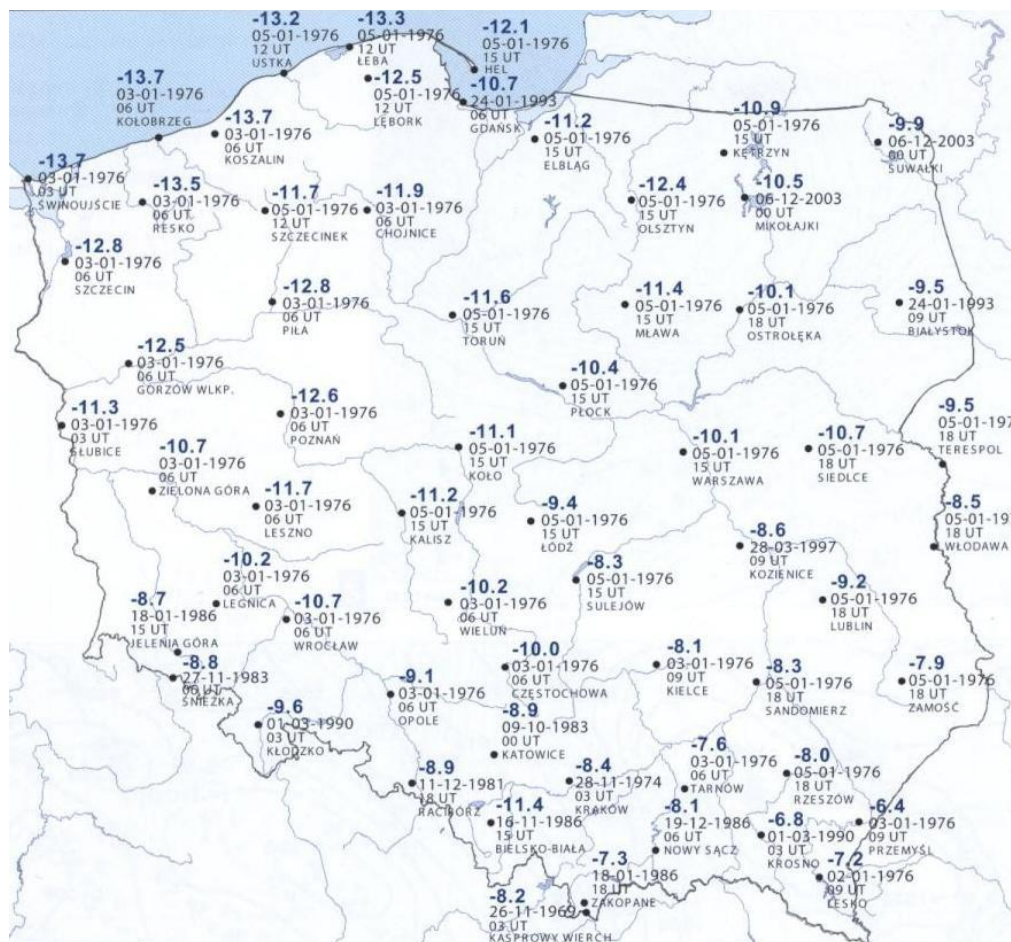 -13.2
05-01-1976
12 UT
USTKA
-13.3
05-01-1976
12 UT
ŁEBA
-12.1
05-01-1976
15 UT
HEL
-13.7
03-01-1976
06 UT
KOŁOBRZEG
-13.7
03-01-1976
06 UT
KOSZALIN
-12.5
05-01-1976
12 UT
LĘBORK
-10.7
24-01-1993
06 UT
GDAŃSK
-11.2
05-01-1976
15 UT
ELBLĄG
-10.9
05-01-1976
15 UT
KĘTRZYN
-9.9
06-12-2003
00 UT
SUWAŁKI
-13.7
03-01-1976
03 UT
ŚWINOUJŚCIE
-13.5
03-01-1976
06 UT
RESKO
-11.7
05-01-1976
12 UT
SZCZECINEK
-11.9
03-01-1976
06 UT
CHOJNICE
-12.4
05-01-1976
15 UT
OLSZTYN
-10.5
06-12-2003
00 UT
MIKOŁAJKI
-12.8
03-01-1976
06 UT
SZCZECIN
-12.8
03-01-1976
06 UT
PIŁA
-11.6
05-01-1976
15 UT
TORUŃ
-11.4
05-01-1976
15 UT
MŁAWA
-10.1
05-01-1976
18 UT
OSTROŁĘKA
-9.5
24-01-1993
09 UT
BIAŁYSTOK
-12.5
03-01-1976
06 UT
GORZÓW WLKP.
-10.4
05-01-1976
15 UT
PŁOCK
-11.3
03-01-1976
03 UT
SŁUBICE
-12.6
03-01-1976
06 UT
POZNAŃ
-11.1
05-01-1976
15 UT
KOŁO
-10.1
05-01-1976
15 UT
WARSZAWA
-10.7
05-01-1976
18 UT
SIEDLCE
-9.5
05-01-197
18 UT
TERESPOL
-10.7
03-01-1976
06 UT
ZIELONA GÓRA
-11.7
03-01-1976
06 UT
LESZNO
-11.2
05-01-1976
15 UT
KALISZ
-9.4
05-01-1976
15 UT
ŁÓDŹ
-8.6
28-03-1997
09 UT
KOZIENICE
-8.5
05-01-197
18 UT
WŁODAWA
-10.2
03-01-1976
06 UT
LEGNICA
-8.3
05-01-1976
15 UT
SULEJÓW
-9.2
05-01-1976
18 UT
LUBLIN
-8.7
18-01-1986
15 UT
JELENIA GÓRA
-10.7
03-01-1976
06 UT
WROCŁAW
-10.2
03-01-1976
06 UT
WIELUŃ
-8.8
27-11-1983
06 UT
ŚNIEŻKA
-9.1
03-01-1976
06 UT
OPOLE
-10.0
03-01-1976
06 UT
CZĘSTOCHOWA
-8.1
03-01-1976
09 UT
KIELCE
-8.3
05-01-1976
18 UT
SANDOMIERZ
-7.9
05-01-1976
18 UT
ZAMOŚĆ
-9.6
01-03-1990
03 UT
KŁODZKO
-8.9
09-10-1983
00 UT
KATOWICE
-7.6
03-01-1976
06 UT
TARNÓW
-8.0
05-01-1976
18 UT
RZESZÓW
-8.9
11-12-1981
18 UT
RACIBÓRZ
-8.4
28-11-1974
03 UT
KRAKÓW
-11.4
16-11-1986
15 UT
BIELSKO-BIAŁA
-8.1
19-12-1986
06 UT
NOWY SĄCZ
-6.8
01-03-1990
03 UT
KROSNO
-6.4
03-01-1976
09 UT
PRZEMYŚL
-7.3
18-01-1986
18 UT
ZAKOPANE
-7.2
02-01-1976
09 UT
LESKO
-8.2
26-11-1969
03 UT
KASPROWY WIERCH